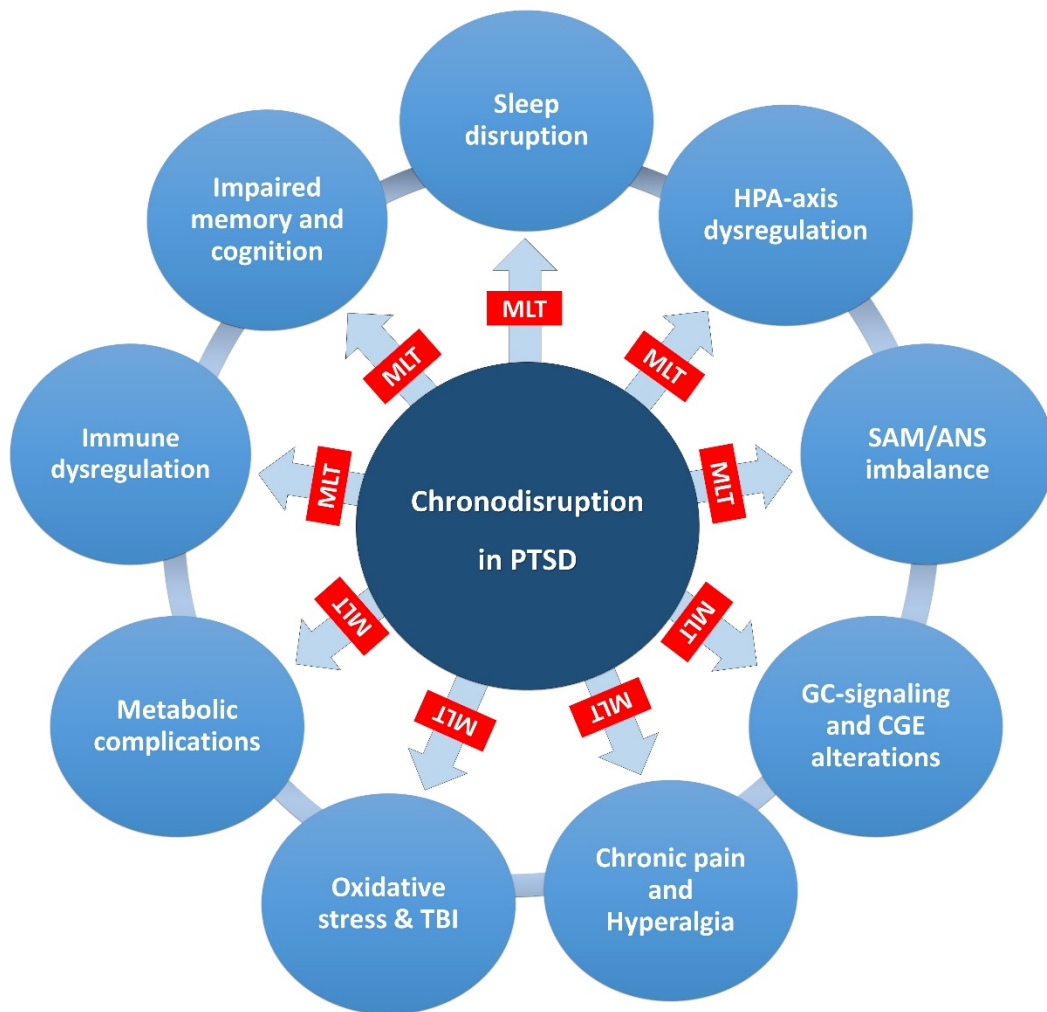 Sleep
disruption
HPA-axis
dysregulation
SAM/ANS
imbalance
GC-signaling
and CGE
alterations
Chronic pain
and
Hyperalgia
Oxidative
stress & TBI
Metabolic
complications
Immune
dysregulation
Impaired
memory and
cognition
MLT
MLT
MLT
MLT
MLT
MLT
MLT
MLT
MLT
Chronodisruption
in PTSD